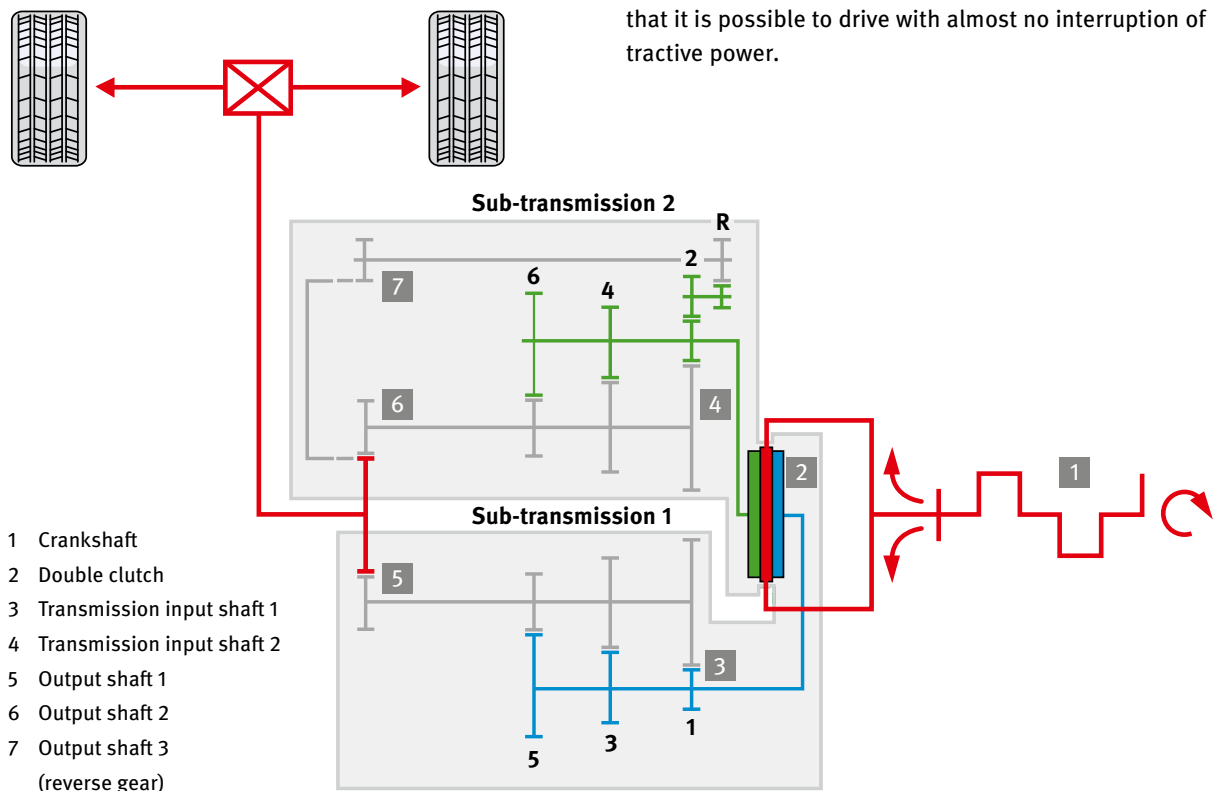 that it is possible to drive with almost no interruption of
tractive power.
Sub-transmission 2
R
2
6
4
7
6
4
2
1
Sub-transmission 1
5
3
1
3
5
1 Crankshaft
2 Double clutch
3 Transmission input shaft 1
4 Transmission input shaft 2
5 Output shaft 1
6 Output shaft 2
7 Output shaft 3
(reverse gear)